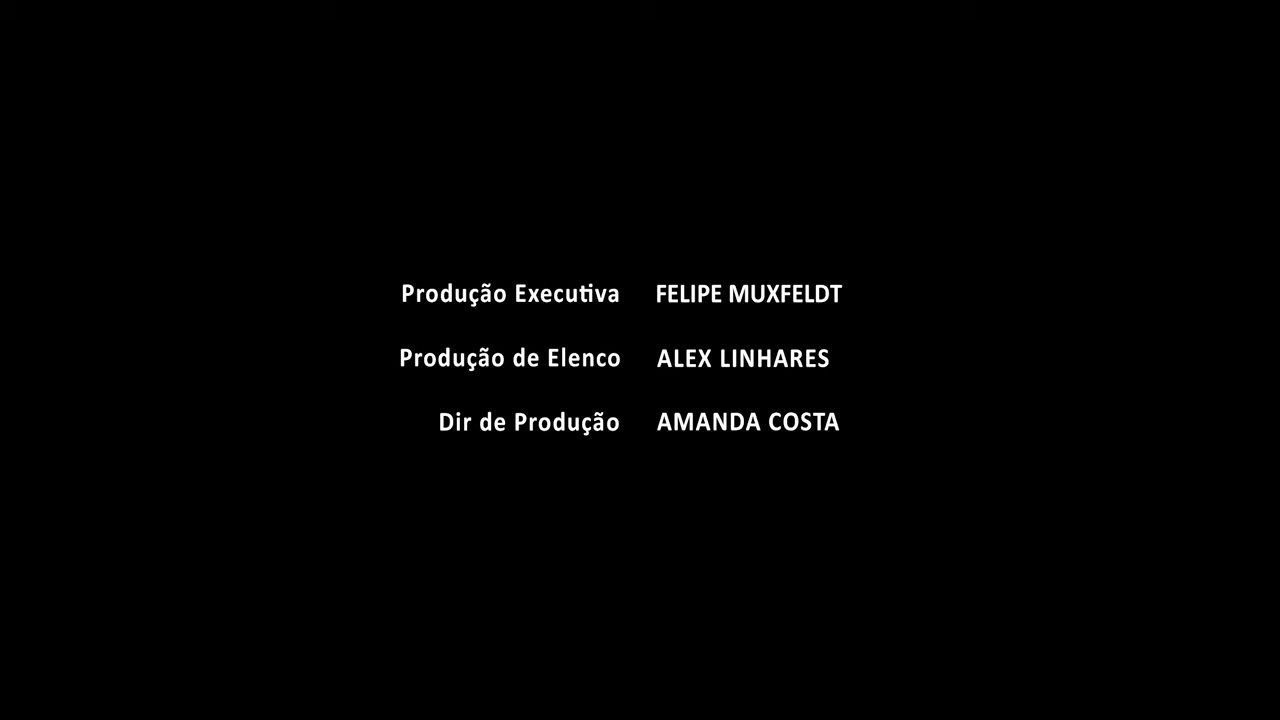 Produção Executiva FELIPE MUXFELDT
Produção de Elenco ALEX LINHARES
Dir de Produção AMANDA COSTA